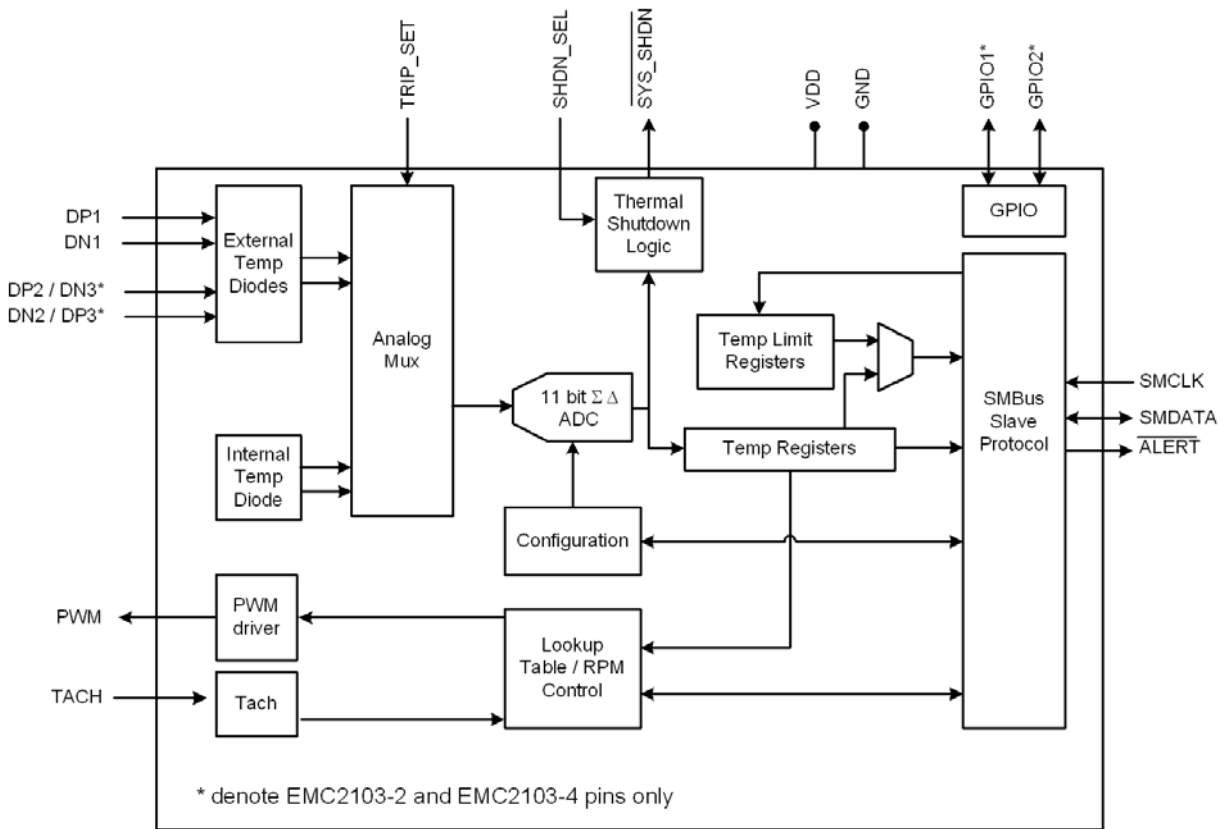 TRIP_SET
SHDN_SEL
SYS_SHDN
VDD
GND
GPIO1*
GPIO2*
DP1
DN1
DP2 / DN3*
DN2 / DP3*
External
Temp
Diodes
Analog
Mux
Thermal
Shutdown
Logic
GPIO
Temp Limit
Registers
11 bit Σ Δ
ADC
Temp Registers
SMBus
Slave
Protocol
SMCLK
SMDATA
ALERT
Internal
Temp
Diode
Configuration
PWM
PWM
driver
Lookup
Table / RPM
Control
TACH
Tach
* denote EMC2103-2 and EMC2103-4 pins only